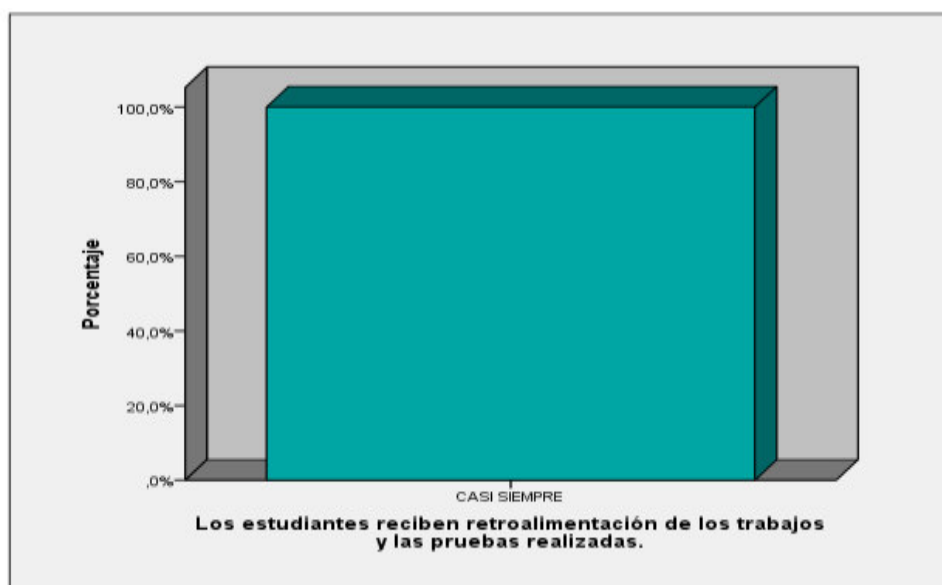 100,0%
80,0%
60,0%
40,0%
20,0%
,0%
Porcentaje
CASI SIEMPRE
Los estudiantes reciben retroalimentación de los trabajos
y las pruebas realizadas.